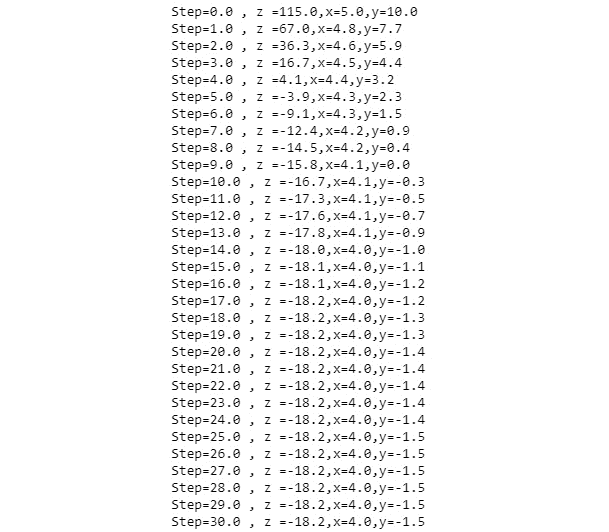 Step=0.0 , z =115.0,x=5.0,y=10.0
Step=1.0 , z =67.0,x=4.8,y=7.7
Step=2.0 , z =36.3,x=4.6,y=5.9
Step=3.0 , z =16.7,x=4.5,y=4.4
Step=4.0 , z =4.1,x=4.4,y=3.2
Step=5.0 , z =-3.9,x=4.3,y=2.3
Step=6.0 , z =-9.1,x=4.3,y=1.5
Step=7.0 , z =-12.4,x=4.2,y=0.9
Step=8.0 , z =-14.5,x=4.2,y=0.4
Step=9.0 , z =-15.8,x=4.1,y=0.0
Step=10.0 , z =-16.7,x=4.1,y=-0.3
Step=11.0 , z =-17.3,x=4.1,y=-0.5
Step=12.0 , z =-17.6,x=4.1,y=-0.7
Step=13.0 , z =-17.8,x=4.1,y=-0.9
Step=14.0 , z =-18.0,x=4.0,y=-1.0
Step=15.0 , z =-18.1,x=4.0,y=-1.1
Step=16.0 , z =-18.1,x=4.0,y=-1.2
Step=17.0 , z =-18.2,x=4.0,y=-1.2
Step=18.0 , z =-18.2,x=4.0,y=-1.3
Step=19.0 , z =-18.2,x=4.0,y=-1.3
Step=20.0 , z =-18.2,x=4.0,y=-1.4
Step=21.0 , z =-18.2,x=4.0,y=-1.4
Step=22.0 , z =-18.2,x=4.0,y=-1.4
Step=23.0 , z =-18.2,x=4.0,y=-1.4
Step=24.0 , z =-18.2,x=4.0,y=-1.4
Step=25.0 , z =-18.2,x=4.0,y=-1.5
Step=26.0 , z =-18.2,x=4.0,y=-1.5
Step=27.0 , z =-18.2,x=4.0,y=-1.5
Step=28.0 , z =-18.2,x=4.0,y=-1.5
Step=29.0 , z =-18.2,x=4.0,y=-1.5
Step=30.0 , z =-18.2,x=4.0,y=-1.5